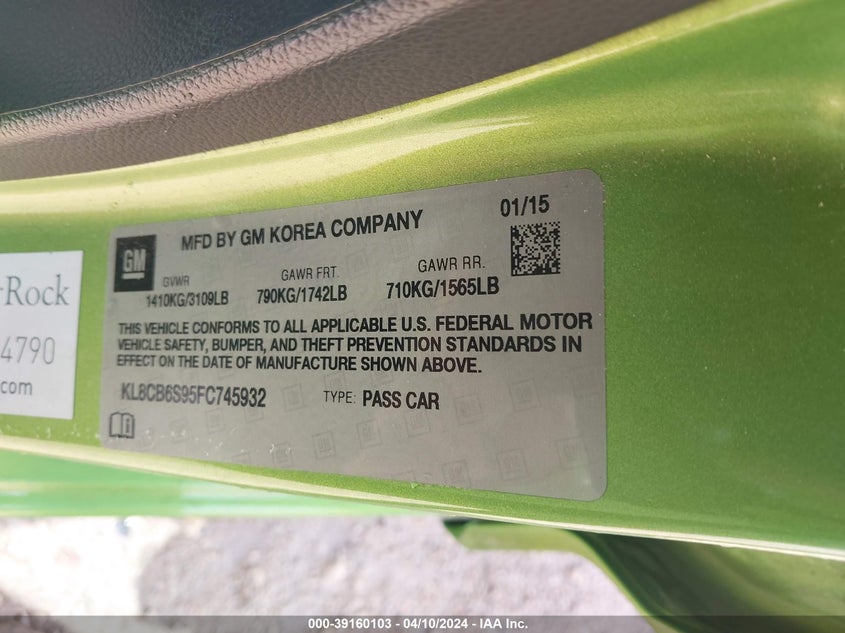 MFD BY GM KOREA COMPANY
01/15
GM
GVWR
1410KG/3109LB
GAWR FRT.
790KG/1742LB
GAWR RR.
710KG/1565LB
THIS VEHICLE CONFORMS TO ALL APPLICABLE U.S. FEDERAL MOTOR
VEHICLE SAFETY, BUMPER, AND THEFT PREVENTION STANDARDS IN
EFFECT ON THE DATE OF MANUFACTURE SHOWN ABOVE.
KL8CB6S95FC745932
TYPE: PASS CAR
Rock
4790
com
000-39160103 - 04/10/2024 - IAA Inc.